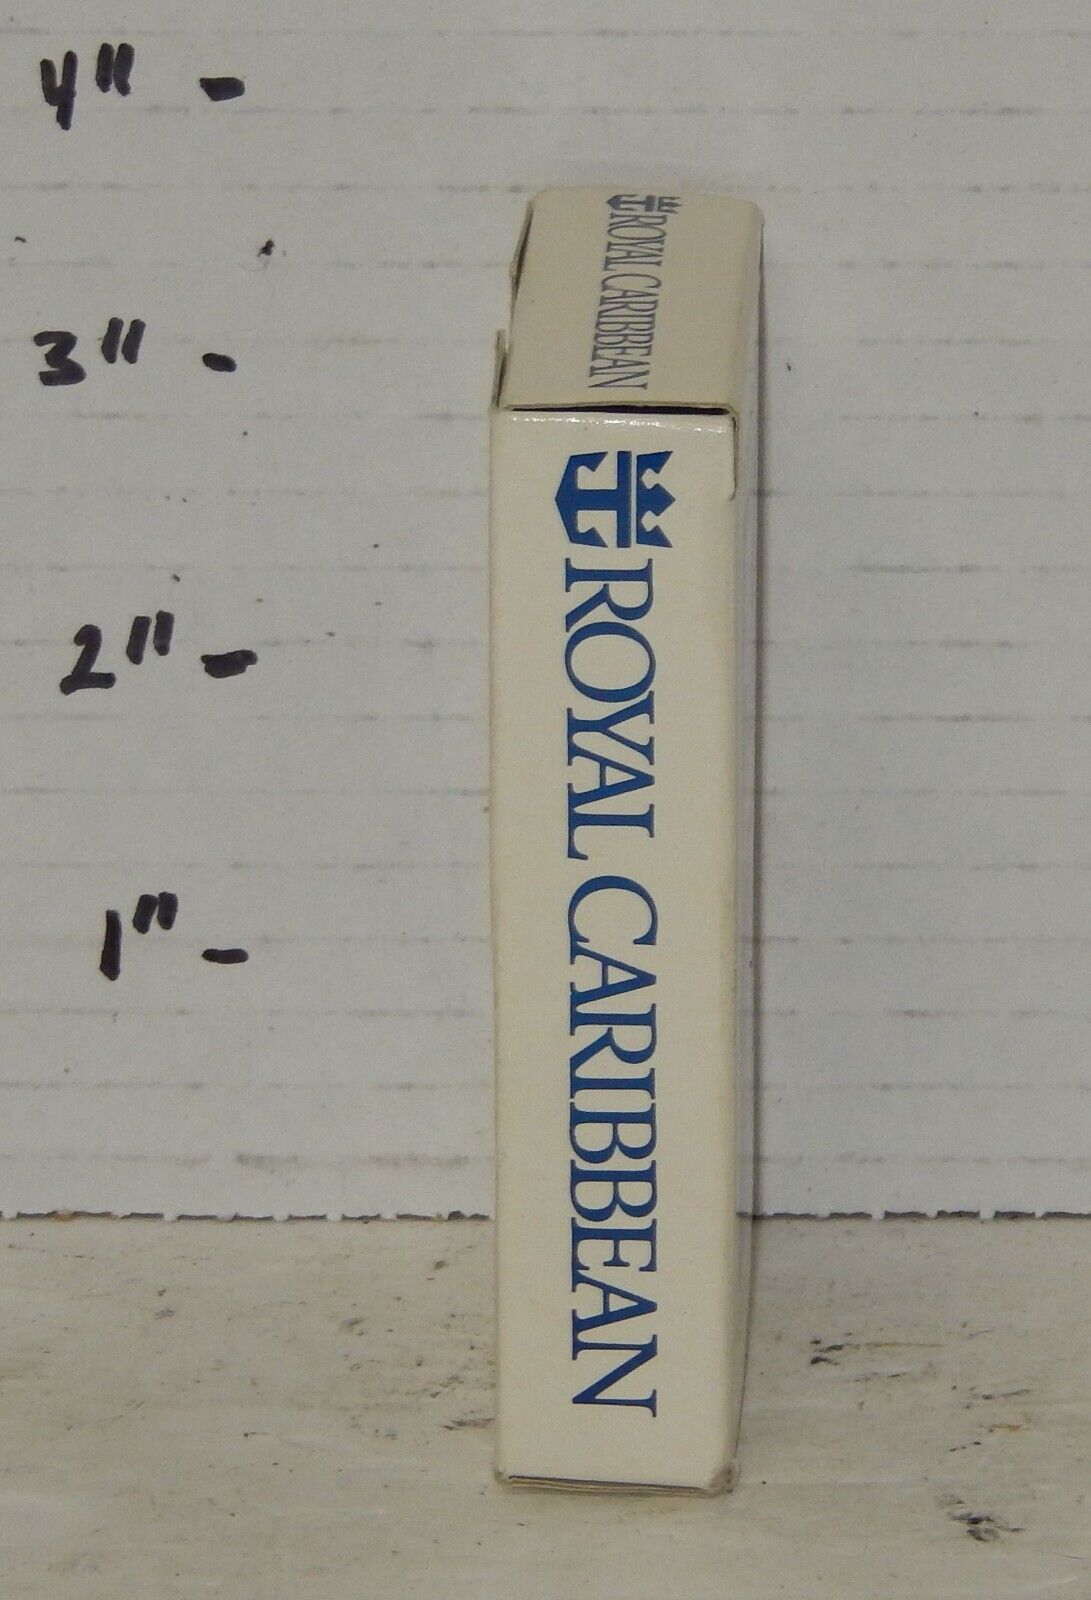 4" -
ROYAL CARIBBEAN
3" -
ROYAL CARIBBEAN
2" -
1" -